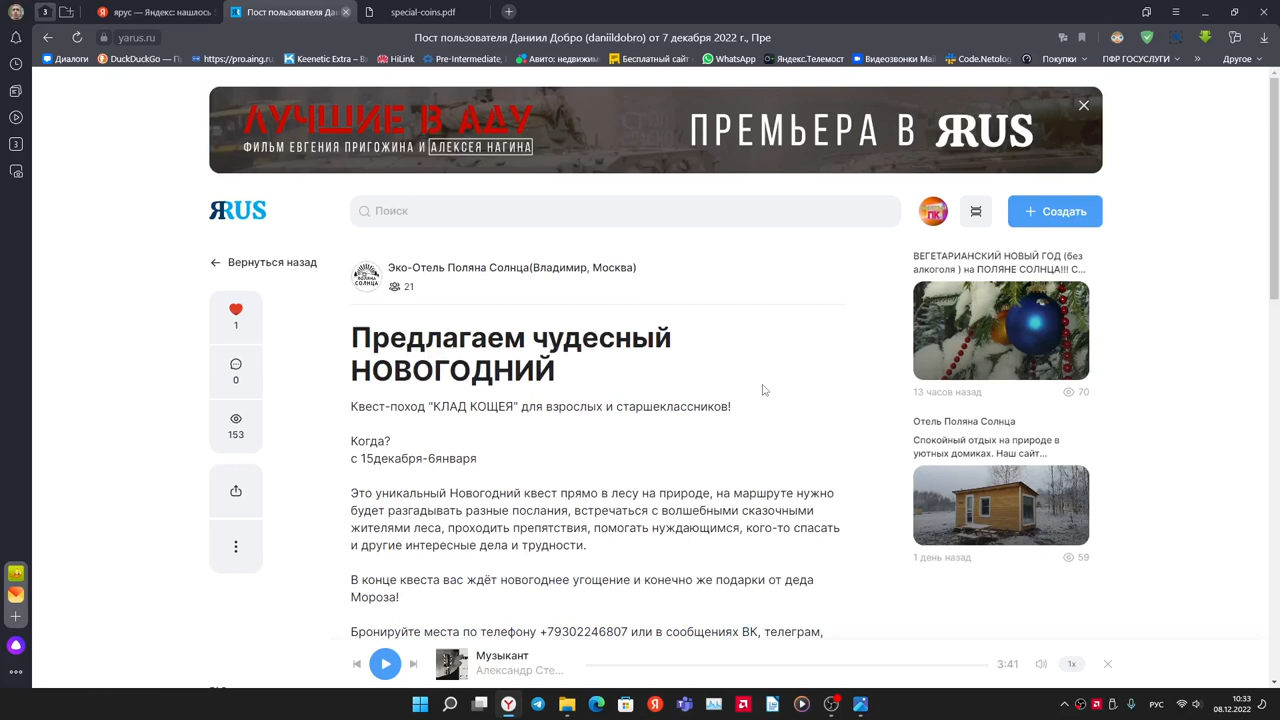 3
ярус — Яндекс: нашлось
Пост пользователя Дан
special-coins.pdf
yarus.ru
Пост пользователя Даниил Добро (daniildobro) от 7 декабря 2022 г., Пре
Диалоги
DuckDuckGo — П
https://pro.aing.ru
Keenetic Extra – B
HiLink
Pre-Intermediate,
Авито: недвижим
Бесплатный сайт
WhatsApp
Яндекс.Телемост
Видеозвонки Mai
Code.Netolog
Покупки
ПФР ГОСУСЛУГИ
»
Другое
ЛУЧШИЕ В АДУ
ФИЛЬМ ЕВГЕНИЯ ПРИГОЖИНА И АЛЕКСЕЯ НАГИНА
ПРЕМЬЕРА В ЯRUS
ЯRUS
Поиск
ПК
+ Создать
Вернуться назад
1
0
153
ПОЛЯНА
СОЛНЦА
Эко-Отель Поляна Солнца(Владимир, Москва)
21
Предлагаем чудесный
НОВОГОДНИЙ
Квест-поход "КЛАД КОЩЕЯ" для взрослых и старшеклассников!
Когда?
с 15декабря-6января
Это уникальный Новогодний квест прямо в лесу на природе, на маршруте нужно
будет разгадывать разные послания, встречаться с волшебными сказочными
жителями леса, проходить препятствия, помогать нуждающимся, кого-то спасать
и другие интересные дела и трудности.
В конце квеста вас ждёт новогоднее угощение и конечно же подарки от деда
Мороза!
Бронируйте места по телефону +79302246807 или в сообщениях ВК, телеграм,
ВЕГЕТАРИАНСКИЙ НОВЫЙ ГОД (без
алкоголя ) на ПОЛЯНЕ СОЛНЦА!!! С...
13 часов назад
70
Отель Поляна Солнца
Спокойный отдых на природе в
уютных домиках. Наш сайт...
1 день назад
59
3
Музыкант
Александр Сте...
3:41
1x
РУС
10:33
08.12.2022